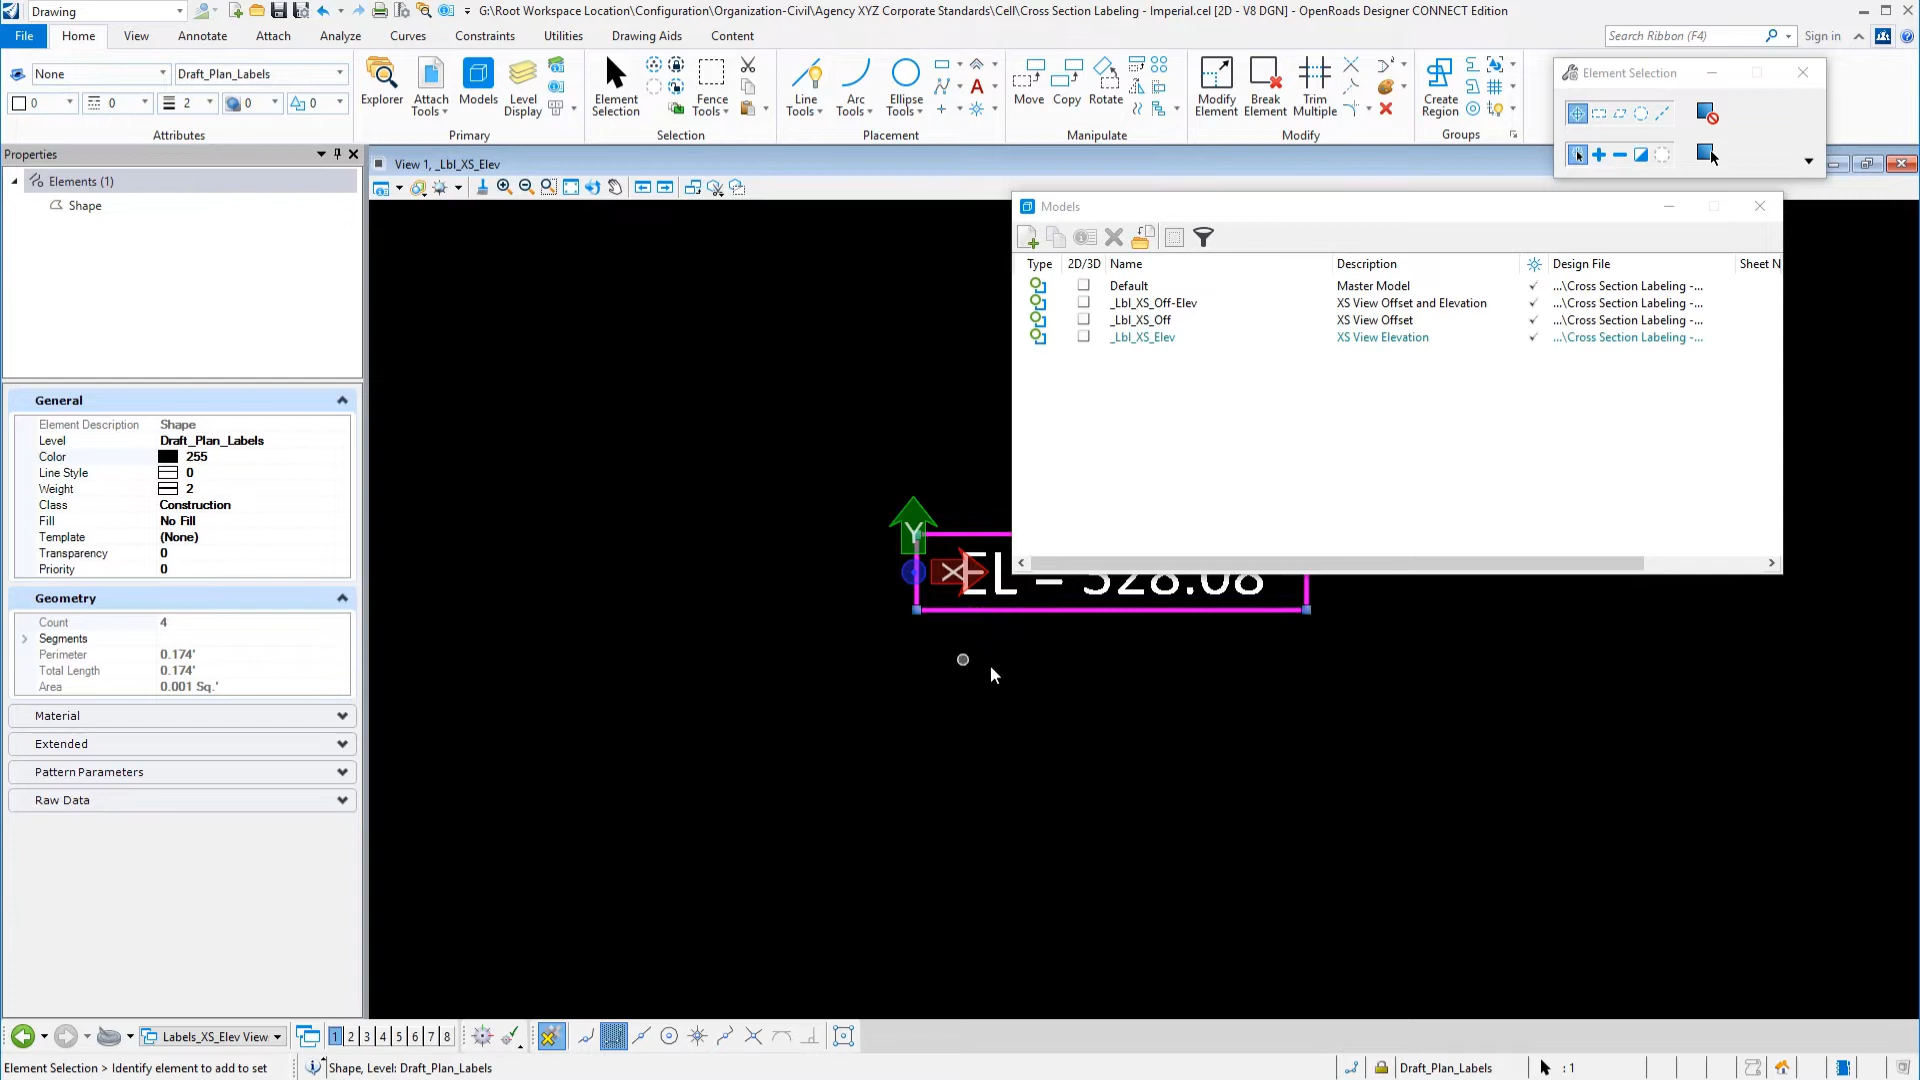 Drawing
G:\Root Workspace Location\Configuration\Organization-Civil\Agency XYZ Corporate Standards\Cell\Cross Section Labeling - Imperial.cel [2D - V8 DGN] - OpenRoads Designer CONNECT Edition
File Home View Annotate Attach Analyze Curves Constraints Utilities Drawing Aids Content
Search Ribbon (F4) Sign in
None Draft_Plan_Labels
0 0 2 0 0
Attributes
Explorer Attach Tools Models Level Display
Primary
Element Selection Fence Tools
Selection
Line Tools Arc Tools Ellipse Tools
Placement
Move Copy Rotate
Manipulate
Modify Element Break Element Trim Multiple
Modify
Create Region
Groups
Element Selection
Properties
Elements (1)
Shape
General
Element Description Shape
Level Draft_Plan_Labels
Color 255
Line Style 0
Weight 2
Class Construction
Fill No Fill
Template (None)
Transparency 0
Priority 0
Geometry
Count 4
Segments
Perimeter 0.174'
Total Length 0.174'
Area 0.001 Sq.'
Material
Extended
Pattern Parameters
Raw Data
View 1, _Lbl_XS_Elev
Models
Type 2D/3D Name Description Design File Sheet N
Default Master Model ...\Cross Section Labeling -...
_Lbl_XS_Off-Elev XS View Offset and Elevation ...\Cross Section Labeling -...
_Lbl_XS_Off XS View Offset ...\Cross Section Labeling -...
_Lbl_XS_Elev XS View Elevation ...\Cross Section Labeling -...
Y
X
EL = 328.08
Labels_XS_Elev View 1 2 3 4 5 6 7 8
Element Selection > Identify element to add to set
Shape, Level: Draft_Plan_Labels
Draft_Plan_Labels
: 1